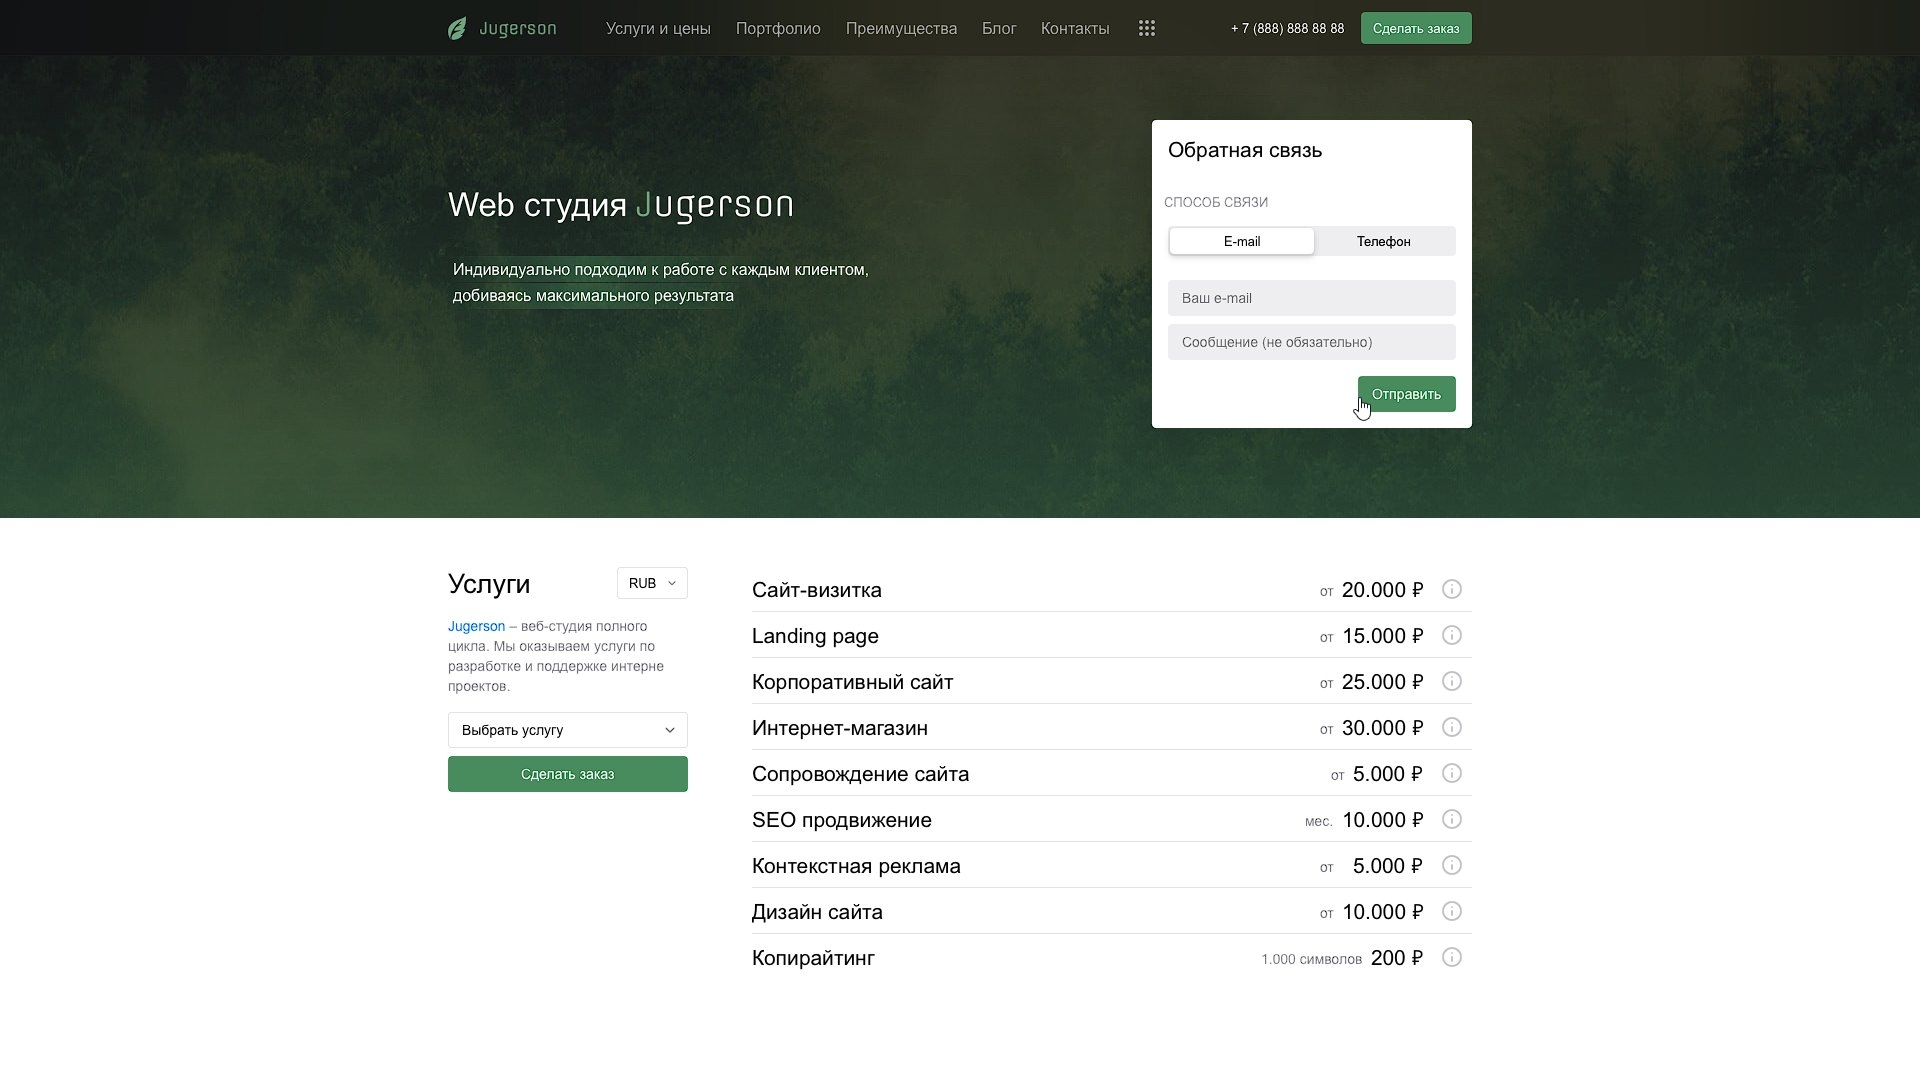 Jugerson
Услуги и цены
Портфолио
Преимущества
Блог
Контакты
+ 7 (888) 888 88 88
Сделать заказ
Web студия Jugerson
Индивидуально подходим к работе с каждым клиентом,
добиваясь максимального результата
Обратная связь
СПОСОБ СВЯЗИ
E-mail
Телефон
Ваш e-mail
Сообщение (не обязательно)
Отправить
Услуги
RUB
Jugerson – веб-студия полного
цикла. Мы оказываем услуги по
разработке и поддержке интерне
проектов.
Выбрать услугу
Сделать заказ
Сайт-визитка от 20.000 ₽
Landing page от 15.000 ₽
Корпоративный сайт от 25.000 ₽
Интернет-магазин от 30.000 ₽
Сопровождение сайта от 5.000 ₽
SEO продвижение мес. 10.000 ₽
Контекстная реклама от 5.000 ₽
Дизайн сайта от 10.000 ₽
Копирайтинг 1.000 символов 200 ₽